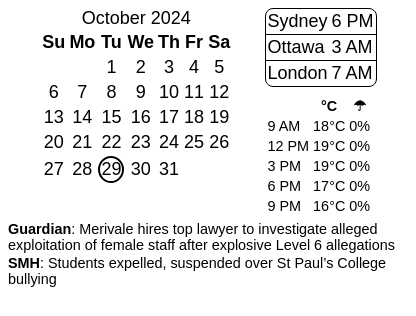 October 2024
Su Mo Tu We Th Fr Sa
1 2 3 4 5
6 7 8 9 10 11 12
13 14 15 16 17 18 19
20 21 22 23 24 25 26
27 28 29 30 31
Sydney 6 PM
Ottawa 3 AM
London 7 AM
°C ☂
9 AM 18°C 0%
12 PM 19°C 0%
3 PM 19°C 0%
6 PM 17°C 0%
9 PM 16°C 0%
Guardian: Merivale hires top lawyer to investigate alleged
exploitation of female staff after explosive Level 6 allegations
SMH: Students expelled, suspended over St Paul’s College
bullying